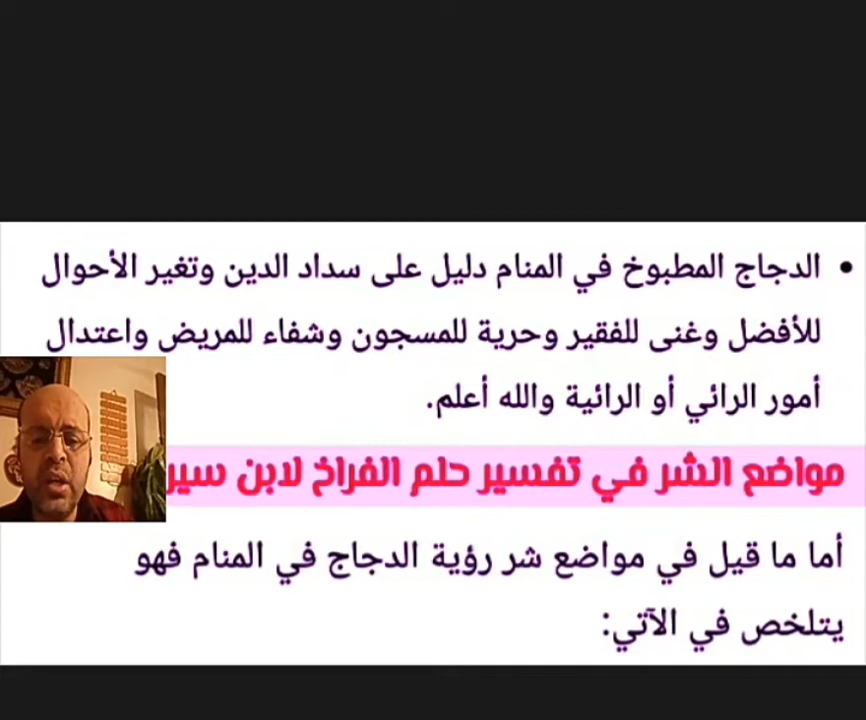 • الدجاج المطبوخ في المنام دليل على سداد الدين وتغير الأحوال
للأفضل وغنى للفقير وحرية للمسجون وشفاء للمريض واعتدال
أمور الرائي أو الرائية والله أعلم.
مواضع الشر في تفسير حلم الفراخ لابن
أما ما قيل في مواضع شر رؤية الدجاج في المنام فهو
يتلخص في الآتي: